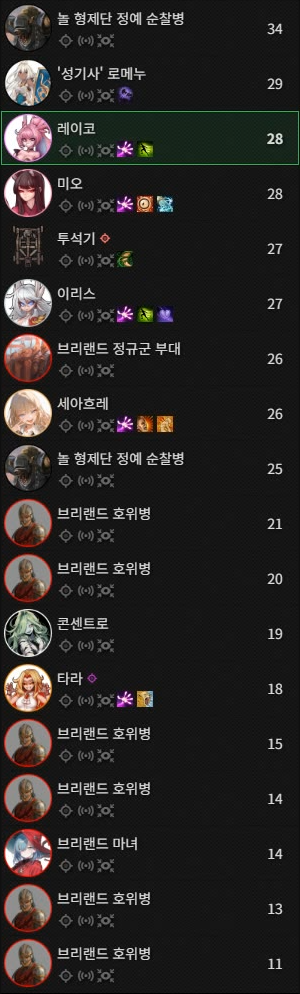 놀 형제단 정예 순찰병 34
'성기사' 로메누 29
레이코 28
미오 28
투석기 27
이리스 27
브리랜드 정규군 부대 26
세아흐레 26
놀 형제단 정예 순찰병 25
브리랜드 호위병 21
브리랜드 호위병 20
콘센트로 19
타라 18
브리랜드 호위병 15
브리랜드 호위병 14
브리랜드 마녀 14
브리랜드 호위병 13
브리랜드 호위병 11